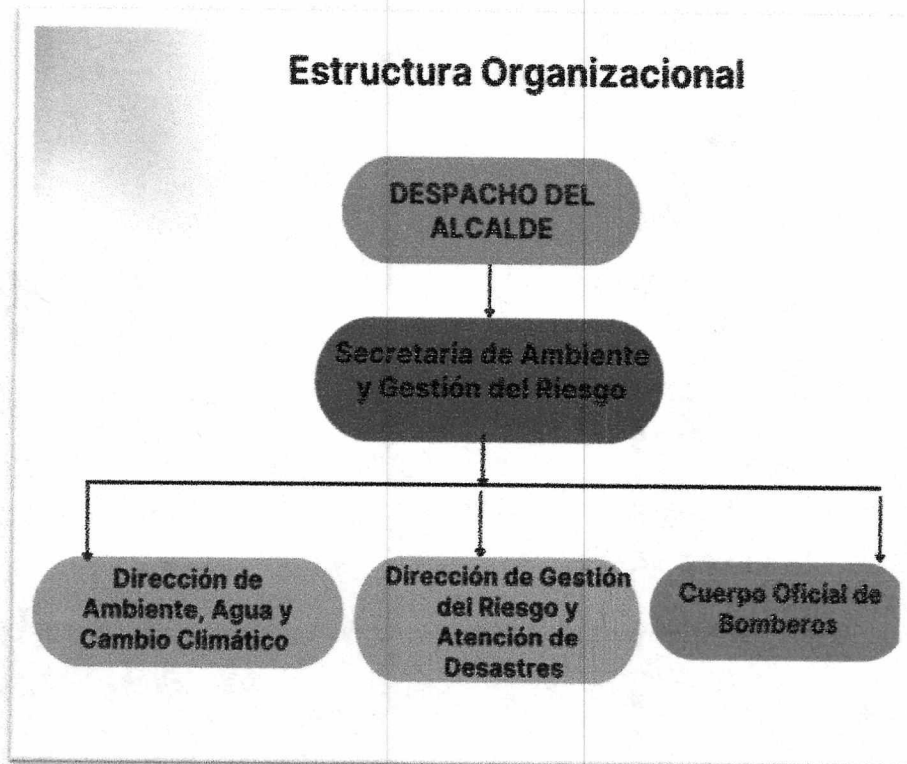 Estructura Organizacional
DESPACHO DEL
ALCALDE
Secretaría de Ambiente
y Gestión del Riesgo
Dirección de
Ambiente, Agua y
Cambio Climático
Dirección de Gestión
del Riesgo y
Atención de
Desastres
Cuerpo Oficial de
Bomberos